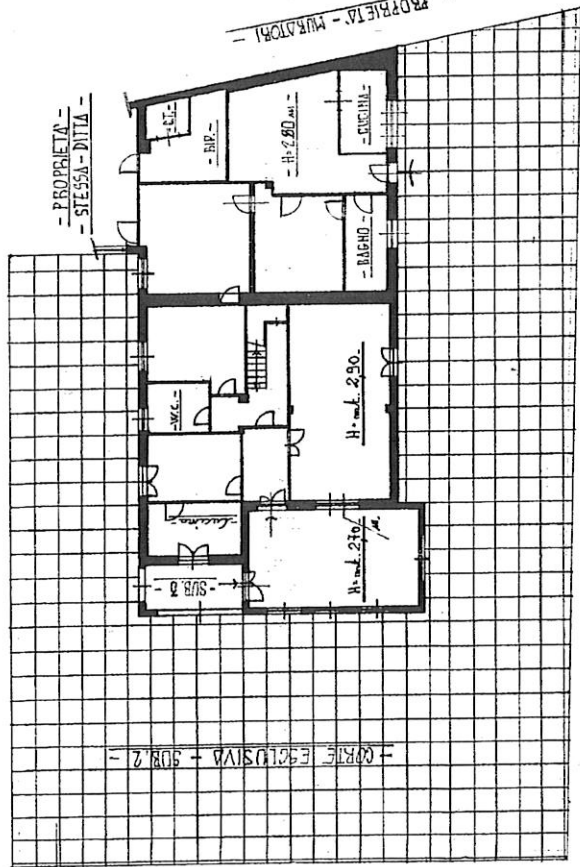 - PROPRIETA' - MURATORI -
- PROPRIETA' -
- STESSA - DITTA -
- C.T. -
- RIP. -
- H=2.80 ml -
- CUCINA -
- BAGNO -
- W.C. -
H= ml. 2,90
- Cucina -
- SUB. 3 -
H= ml. 2,70
- CORTE ESCLUSIVA - SUB. 2 -